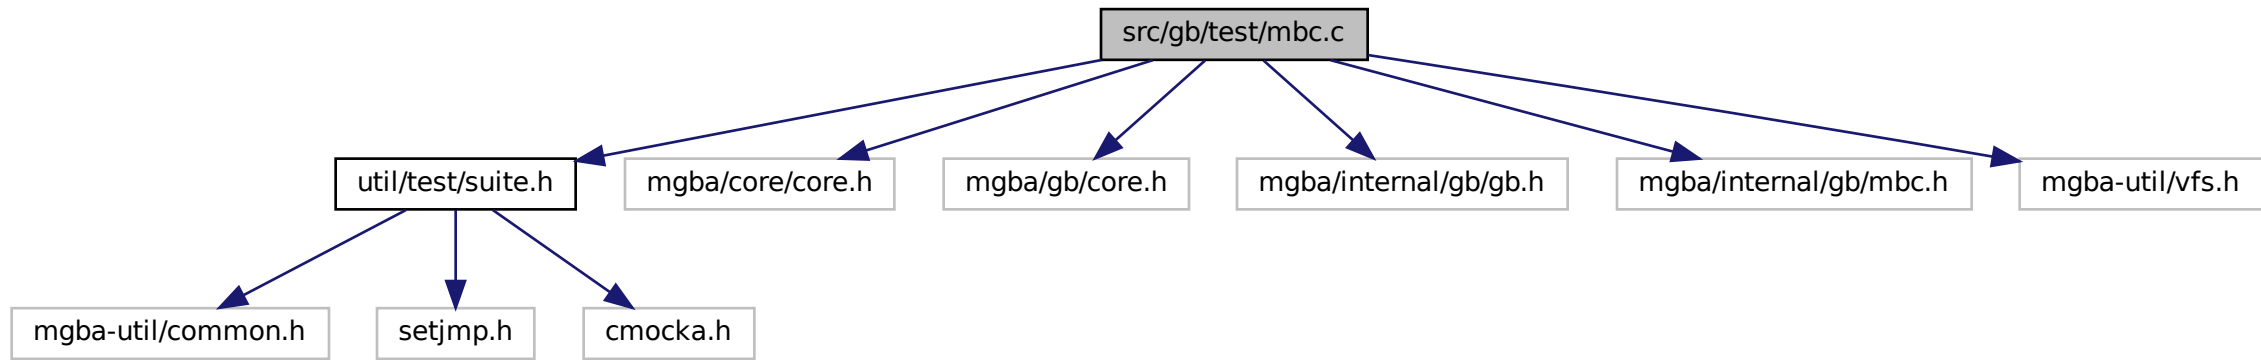 src/gb/test/mbc.c
util/test/suite.h
mgba/core/core.h
mgba/gb/core.h
mgba/internal/gb/gb.h
mgba/internal/gb/mbc.h
mgba-util/vfs.h
mgba-util/common.h
setjmp.h
cmocka.h